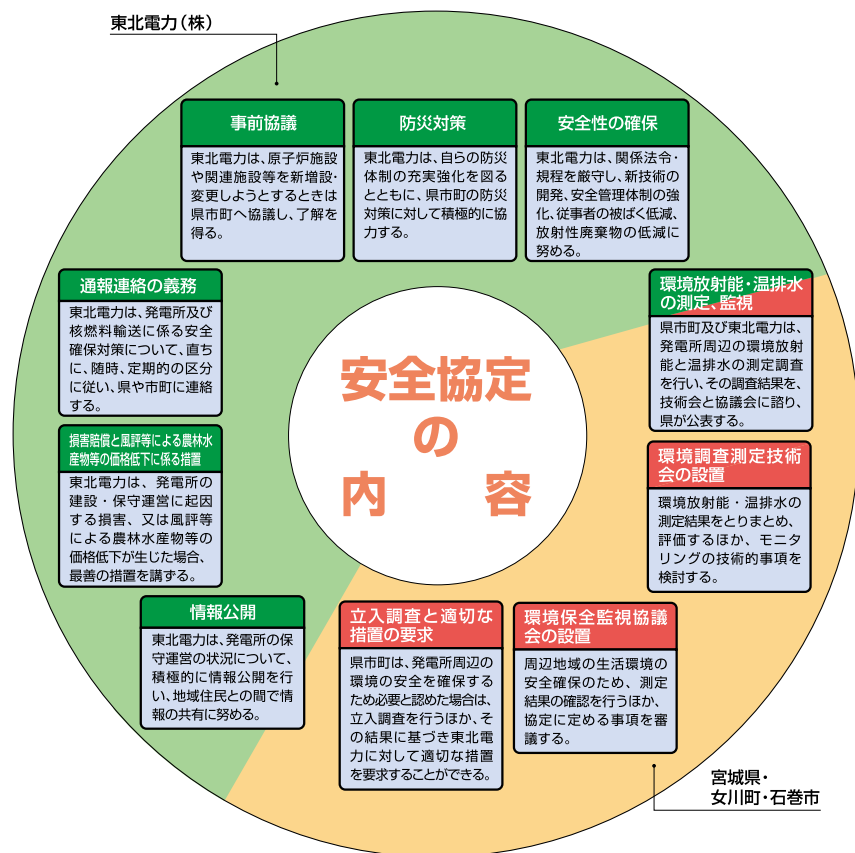 東北電力（株）
事前協議
東北電力は、原子炉施設
や関連施設等を新増設・
変更しようとするときは
県市町へ協議し、了解を
得る。
防災対策
東北電力は、自らの防災
体制の充実強化を図る
とともに、県市町の防災
対策に対して積極的に協
力する。
安全性の確保
東北電力は、関係法令・
規程を厳守し、新技術の
開発、安全管理体制の強
化、従事者の被ばく低減、
放射性廃棄物の低減に
努める。
通報連絡の義務
東北電力は、発電所及び
核燃料輸送に係る安全
確保対策について、直ち
に、随時、定期的の区分
に従い、県や市町に連絡
する。
環境放射能・温排水
の測定、監視
県市町及び東北電力は、
発電所周辺の環境放射
能と温排水の測定調査
を行い、その調査結果を、
技術会と協議会に諮り、
県が公表する。
安全協定
の
内　容
損害賠償と風評等による農林水
産物等の価格低下に係る措置
東北電力は、発電所の
建設・保守運営に起因
する損害、又は風評等
による農林水産物等の
価格低下が生じた場合、
最善の措置を講ずる。
環境調査測定技術
会の設置
環境放射能・温排水の
測定結果をとりまとめ、
評価するほか、モニタ
リングの技術的事項を
検討する。
情報公開
東北電力は、発電所の保
守運営の状況について、
積極的に情報公開を行
い、地域住民との間で情
報の共有に努める。
立入調査と適切な
措置の要求
県市町は、発電所周辺の
環境の安全を確保する
ため必要と認めた場合は、
立入調査を行うほか、そ
の結果に基づき東北電
力に対して適切な措置
を要求することができる。
環境保全監視協議
会の設置
周辺地域の生活環境の
安全確保のため、測定
結果の確認を行うほか、
協定に定める事項を審
議する。
宮城県・
女川町・石巻市